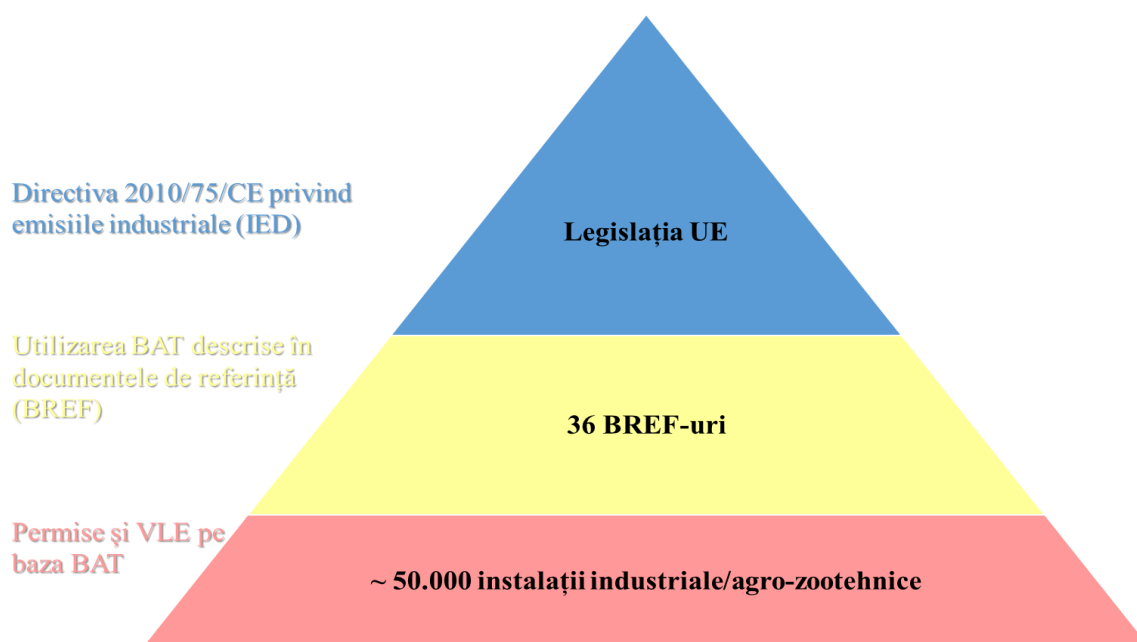 Directiva 2010/75/CE privind
emisiile industriale (IED)
Legislația UE
Utilizarea BAT descrise în
documentele de referință
(BREF)
36 BREF-uri
Permise și VLE pe
baza BAT
~ 50.000 instalații industriale/agro-zootehnice